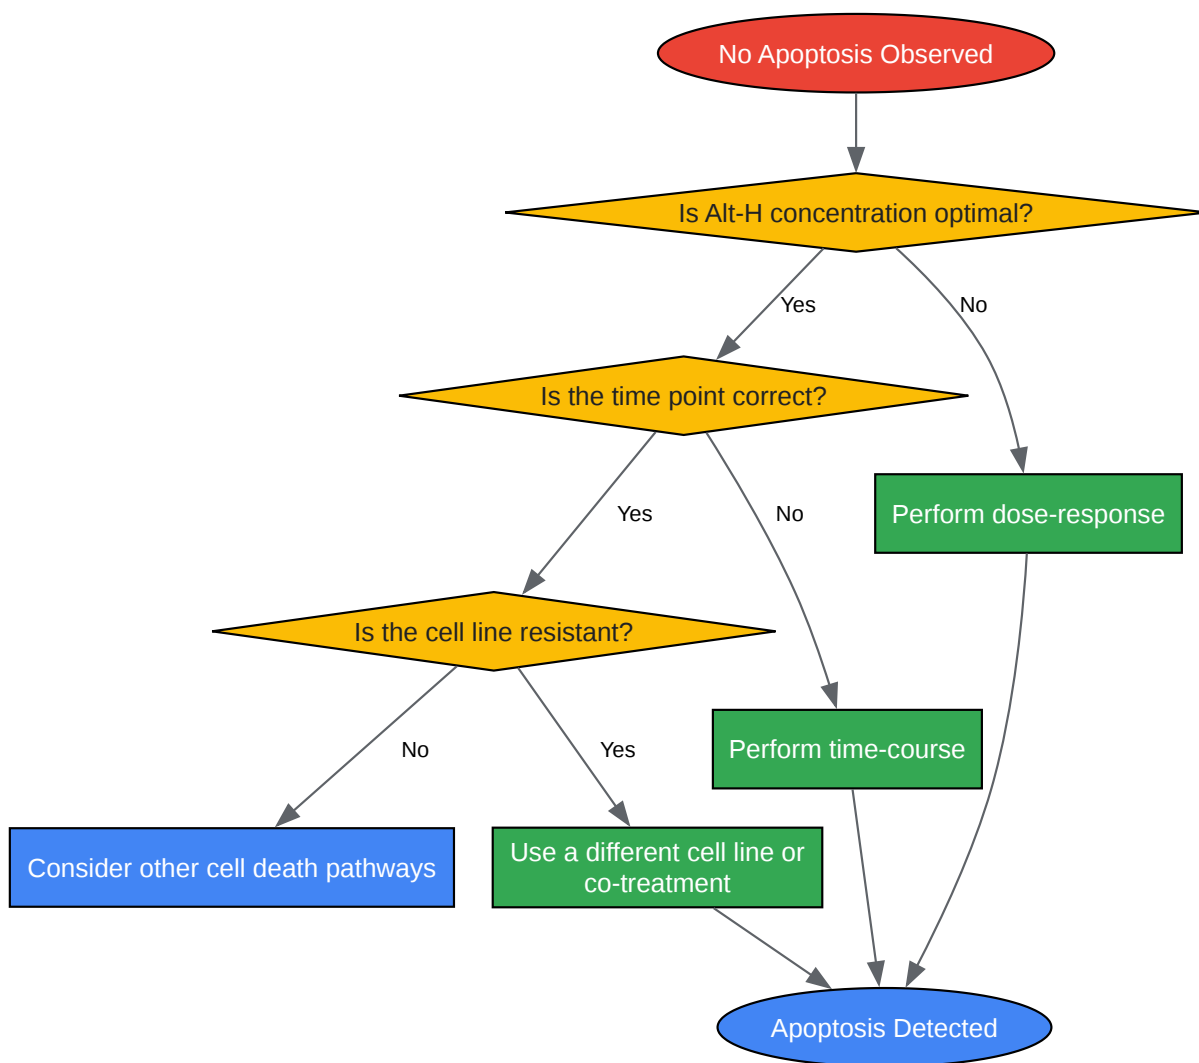 No Apoptosis Observed
Is Alt-H concentration optimal?
Yes
No
Is the time point correct?
Yes
No
Perform dose-response
Is the cell line resistant?
No
Yes
Perform time-course
Consider other cell death pathways
Use a different cell line or
co-treatment
Apoptosis Detected